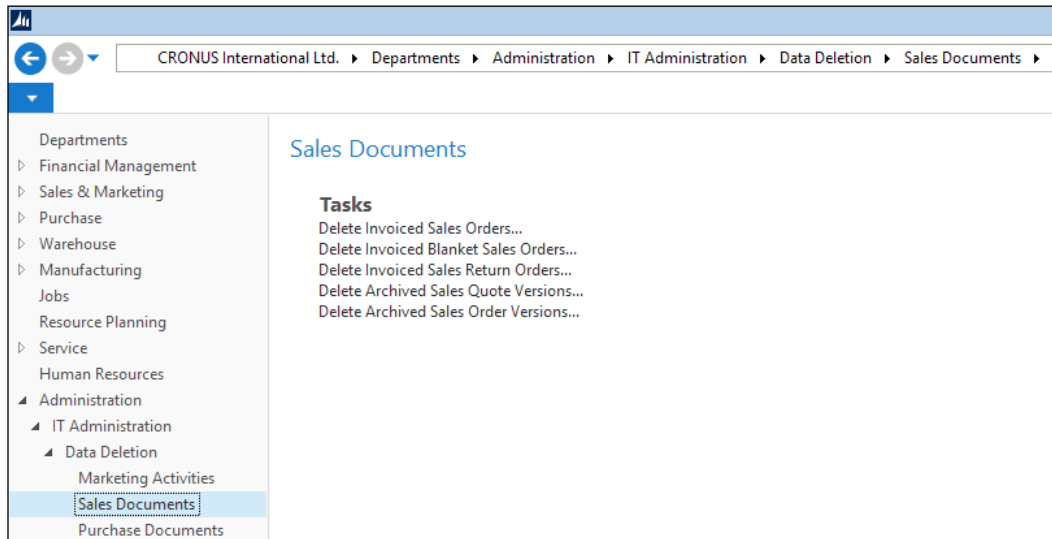 CRONUS International Ltd. ▸ Departments ▸ Administration ▸ IT Administration ▸ Data Deletion ▸ Sales Documents ▸
Departments
Financial Management
Sales & Marketing
Purchase
Warehouse
Manufacturing
Jobs
Resource Planning
Service
Human Resources
Administration
IT Administration
Data Deletion
Marketing Activities
Sales Documents
Purchase Documents
Sales Documents
Tasks
Delete Invoiced Sales Orders...
Delete Invoiced Blanket Sales Orders...
Delete Invoiced Sales Return Orders...
Delete Archived Sales Quote Versions...
Delete Archived Sales Order Versions...